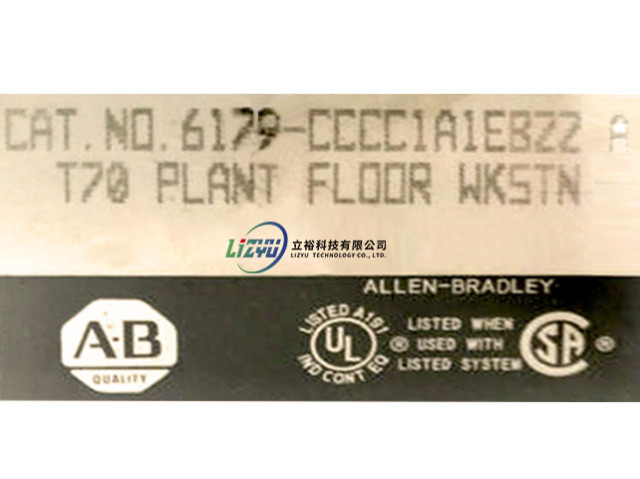 CAT.NO.6179-CCCC1A1EBZZ A
T70 PLANT FLOOR WKSTN
LIZYU 立裕科技有限公司
LIZYU TECHNOLOGY CO., LTD.
ALLEN-BRADLEY
A-B
QUALITY
LISTED A191
UL
IND CONT EQ
®
LISTED WHEN
USED WITH
LISTED SYSTEM
SA
®